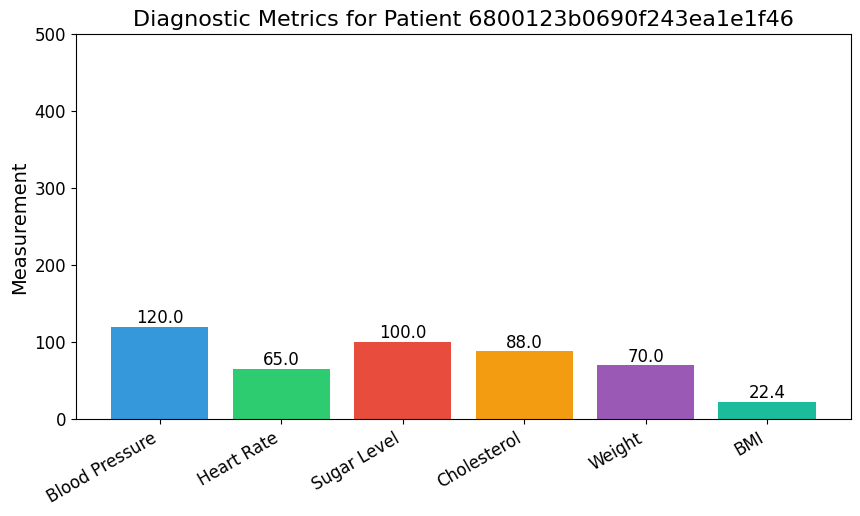 Diagnostic Metrics for Patient 6800123b0690f243ea1e1f46
500
400
300
200
100
0
Measurement
120.0
65.0
100.0
88.0
70.0
22.4
Blood Pressure
Heart Rate
Sugar Level
Cholesterol
Weight
BMI